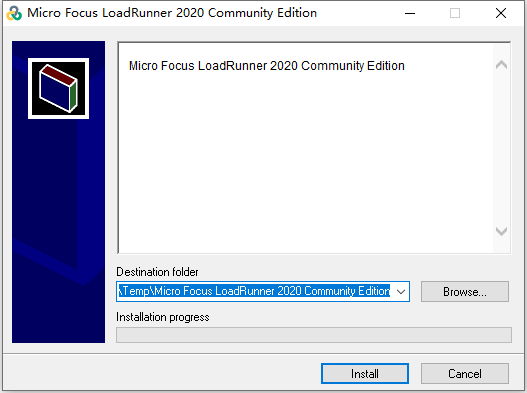 Micro Focus LoadRunner 2020 Community Edition
Micro Focus LoadRunner 2020 Community Edition
Destination folder
\Temp\Micro Focus LoadRunner 2020 Community Edition
Browse...
Installation progress
Install
Cancel